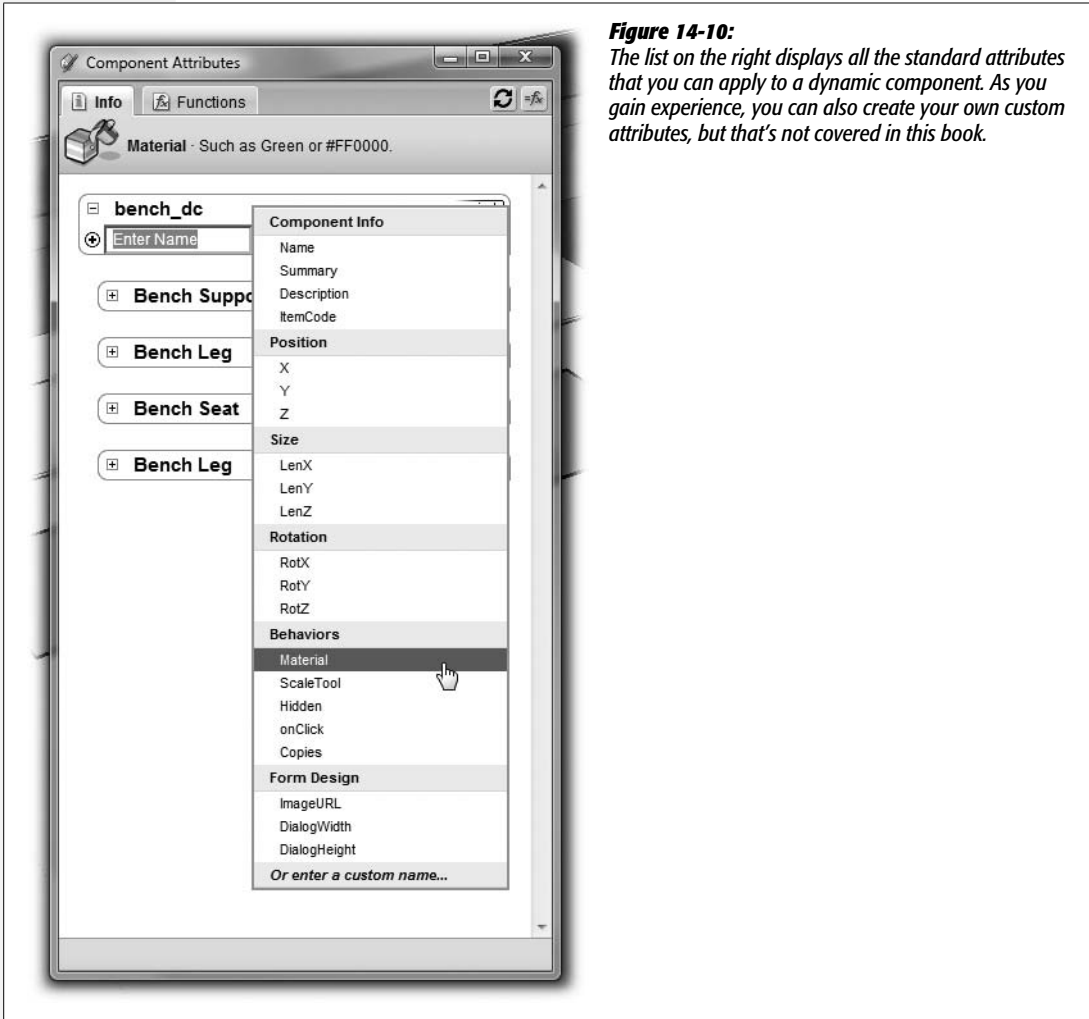 Component Attributes
Info
Functions
=fx
Material · Such as Green or #FF0000.
bench_dc
Enter Name
Bench Suppo
Bench Leg
Bench Seat
Bench Leg
Component Info
Name
Summary
Description
ItemCode
Position
X
Y
Z
Size
LenX
LenY
LenZ
Rotation
RotX
RotY
RotZ
Behaviors
Material
ScaleTool
Hidden
onClick
Copies
Form Design
ImageURL
DialogWidth
DialogHeight
Or enter a custom name...
Figure 14-10:
The list on the right displays all the standard attributes
that you can apply to a dynamic component. As you
gain experience, you can also create your own custom
attributes, but that's not covered in this book.